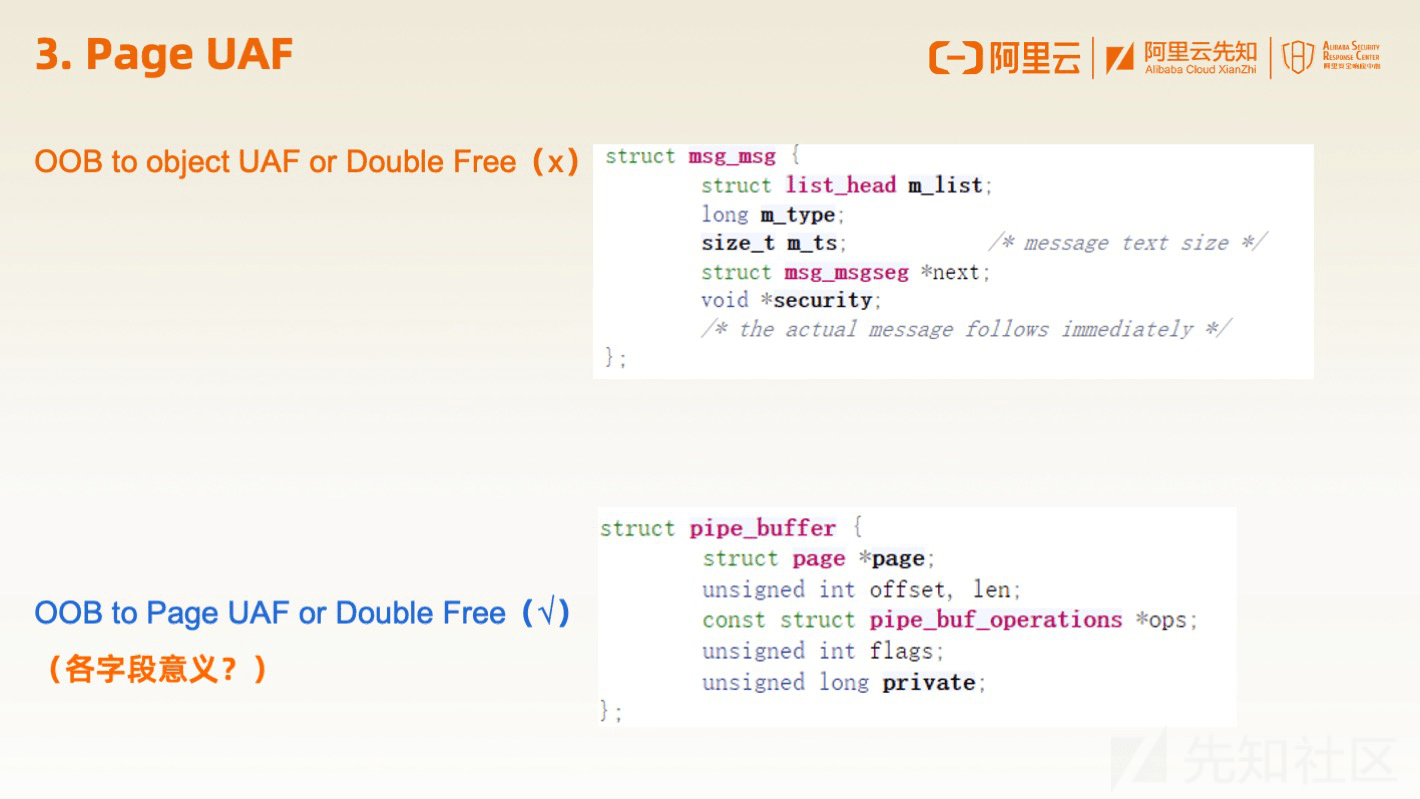 3. Page UAF
阿里云
阿里云先知
Alibaba Cloud XianZhi
ALIBABA SECURITY
RESPONSE CENTER
阿里安全响应中心
OOB to object UAF or Double Free（x）
struct msg_msg {
struct list_head m_list;
long m_type;
size_t m_ts; /* message text size */
struct msg_msgseg *next;
void *security;
/* the actual message follows immediately */
};
OOB to Page UAF or Double Free（√）
（各字段意义？）
struct pipe_buffer {
struct page *page;
unsigned int offset, len;
const struct pipe_buf_operations *ops;
unsigned int flags;
unsigned long private;
};
先知社区